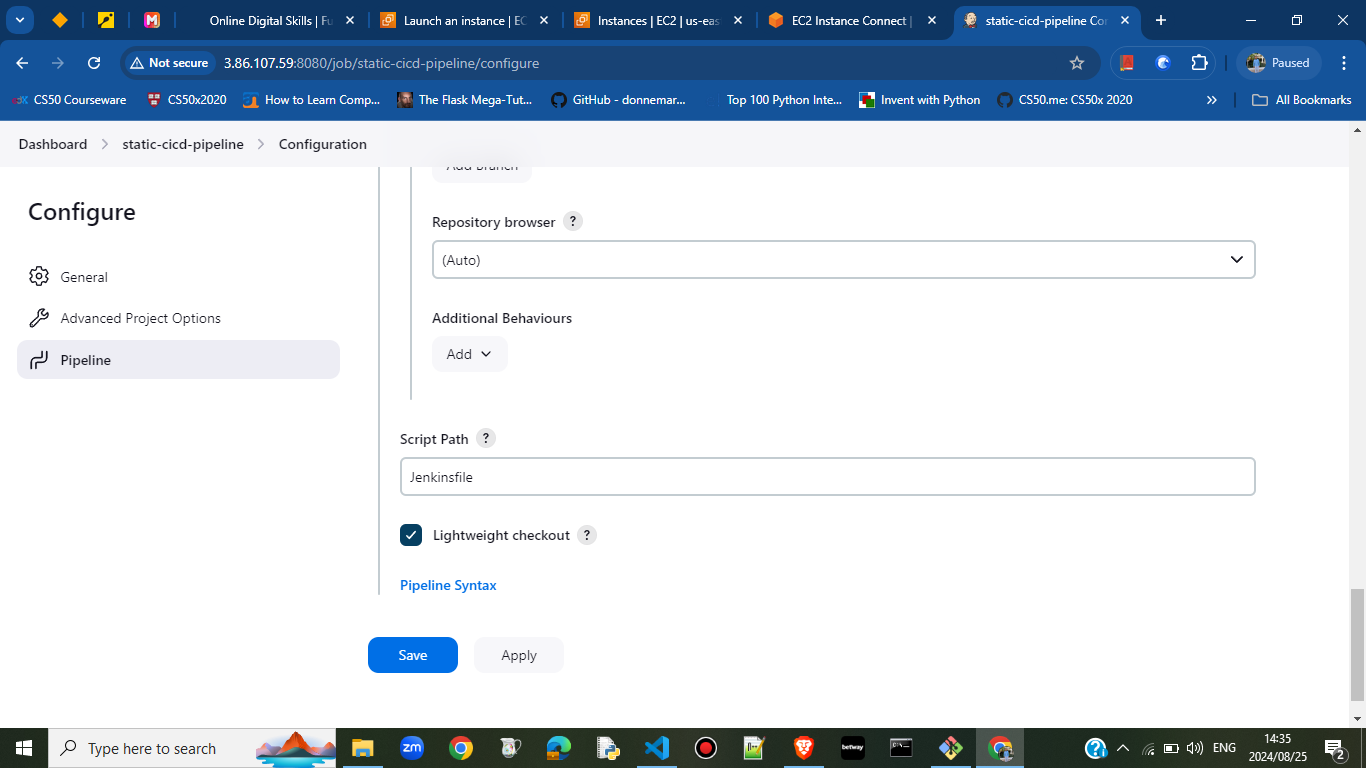 Online Digital Skills | Fu
Launch an instance | EC
Instances | EC2 | us-eas
EC2 Instance Connect |
static-cicd-pipeline Cor
Not secure
3.86.107.59:8080/job/static-cicd-pipeline/configure
Paused
CS50 Courseware
CS50x2020
How to Learn Comp...
The Flask Mega-Tut...
GitHub - donnemar...
Top 100 Python Inte...
Invent with Python
CS50.me: CS50x 2020
All Bookmarks
Dashboard
static-cicd-pipeline
Configuration
Add Branch
Configure
Repository browser ?
(Auto)
General
Advanced Project Options
Pipeline
Additional Behaviours
Add
Script Path ?
Jenkinsfile
Lightweight checkout ?
Pipeline Syntax
Save
Apply
Type here to search
zm
betway
ENG
14:35
2024/08/25
2